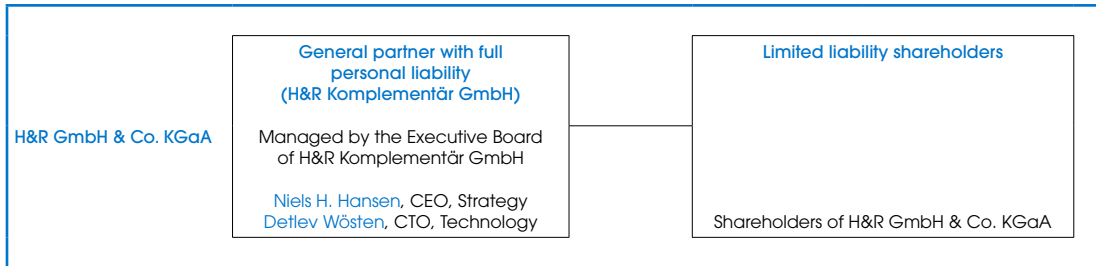 H&R GmbH & Co. KGaA
General partner with full
personal liability
(H&R Komplementär GmbH)
Managed by the Executive Board
of H&R Komplementär GmbH
Niels H. Hansen, CEO, Strategy
Detlev Wösten, CTO, Technology
Limited liability shareholders
Shareholders of H&R GmbH & Co. KGaA